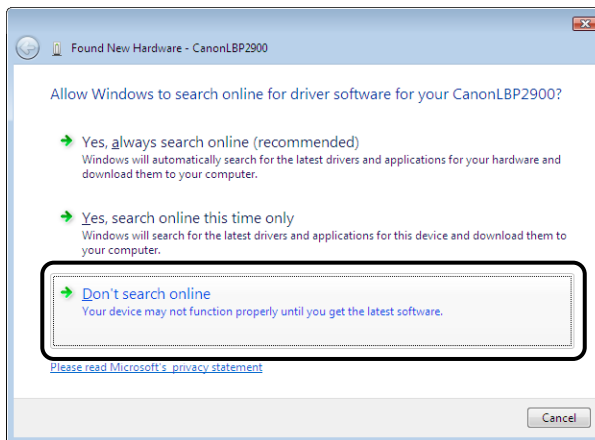 Found New Hardware - CanonLBP2900
Allow Windows to search online for driver software for your CanonLBP2900?
Yes, always search online (recommended)
Windows will automatically search for the latest drivers and applications for your hardware and
download them to your computer.
Yes, search online this time only
Windows will search for the latest drivers and applications for this device and download them to
your computer.
Don't search online
Your device may not function properly until you get the latest software.
Please read Microsoft's privacy statement
Cancel